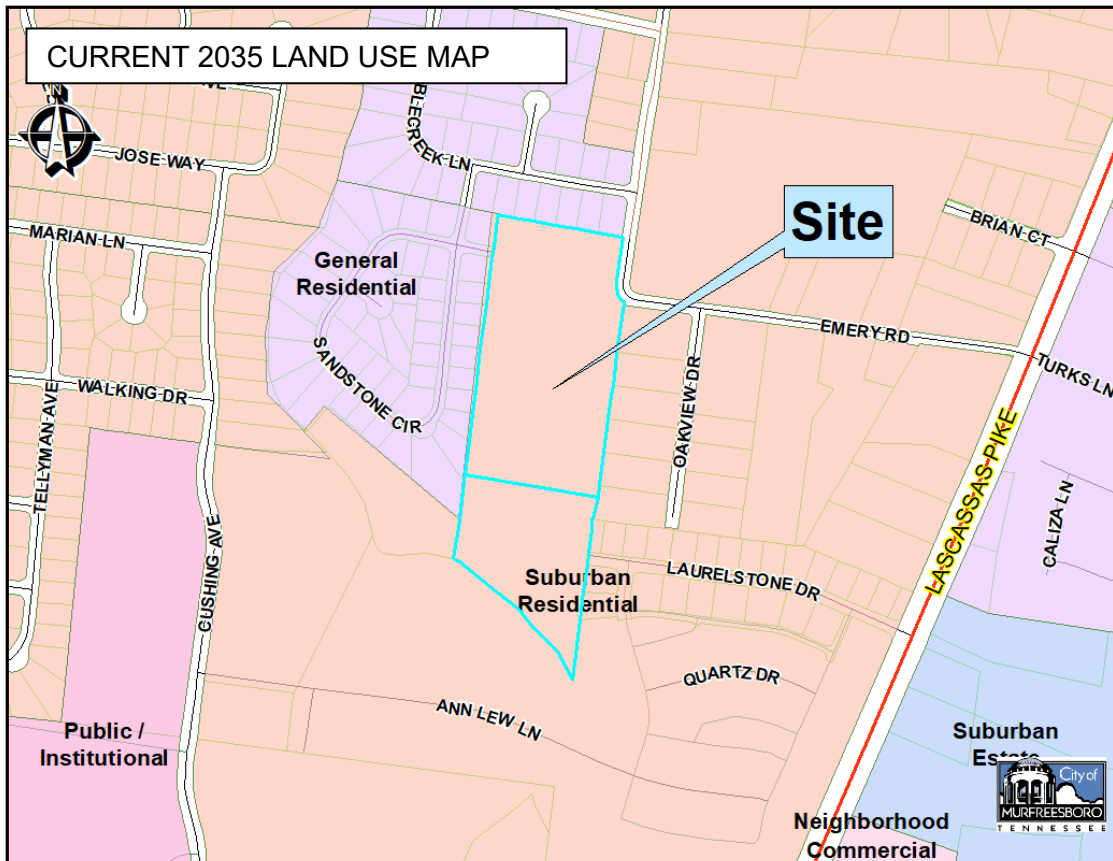 CURRENT 2035 LAND USE MAP
N
BLECREEK LN
JOSE WAY
MARIAN LN
Site
BRIAN CT
General
Residential
EMERY RD
TURKS LN
SANDSTONE CIR
OAKVIEW DR
WALKING DR
TELLYMAN AVE
CUSHING AVE
LASCASSAS PIKE
CALIZA LN
LAURELSTONE DR
Suburban
Residential
QUARTZ DR
ANN LEW LN
Public /
Institutional
Suburban
Estate
City of
MURFREESBORO
TENNESSEE
Neighborhood
Commercial